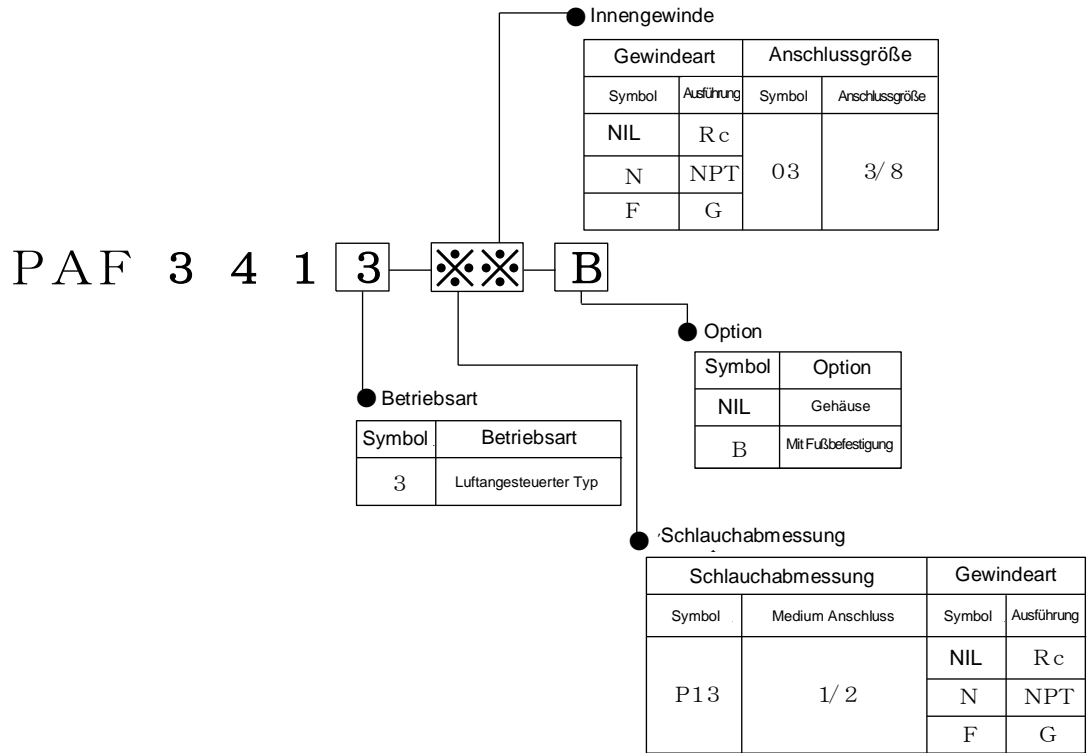 Innengewinde
Gewindeart Anschlussgröße
Symbol Ausführung Symbol Anschlussgröße
NIL Rc
N NPT 03 3/8
F G
PAF 3 4 1 3 ※※ B
Option
Symbol Option
NIL Gehäuse
B Mit Fußbefestigung
Betriebsart
Symbol Betriebsart
3 Luftangesteuerter Typ
Schlauchabmessung
Schlauchabmessung Gewindeart
Symbol Medium Anschluss Symbol Ausführung
NIL Rc
P13 1/2 N NPT
F G